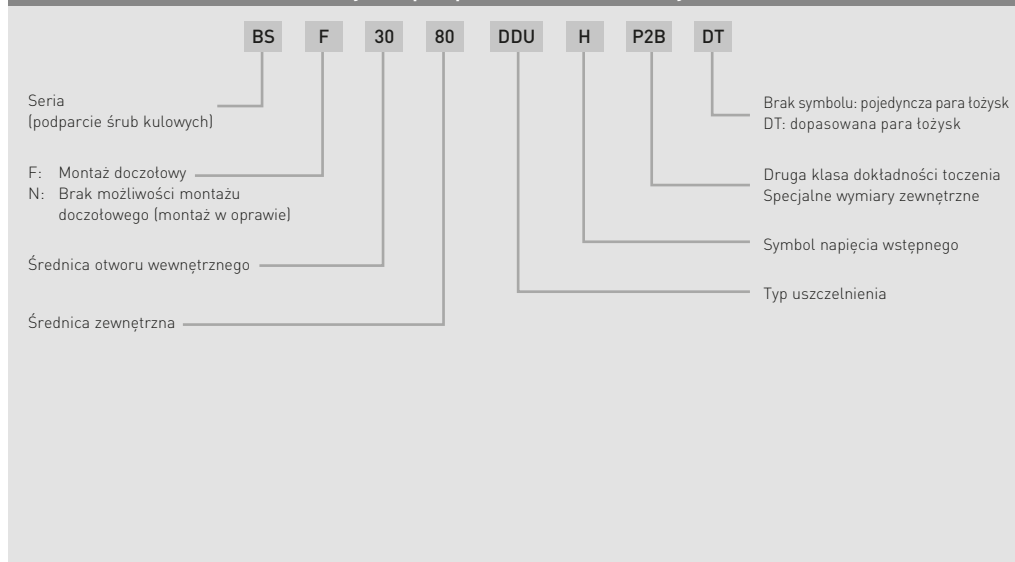 BS F 30 80 DDU H P2B DT
Seria
(podparcie śrub kulowych)
F: Montaż doczołowy
N: Brak możliwości montażu
doczołowego (montaż w oprawie)
Średnica otworu wewnętrznego
Średnica zewnętrzna
Brak symbolu: pojedyncza para łożysk
DT: dopasowana para łożysk
Druga klasa dokładności toczenia
Specjalne wymiary zewnętrzne
Symbol napięcia wstępnego
Typ uszczelnienia